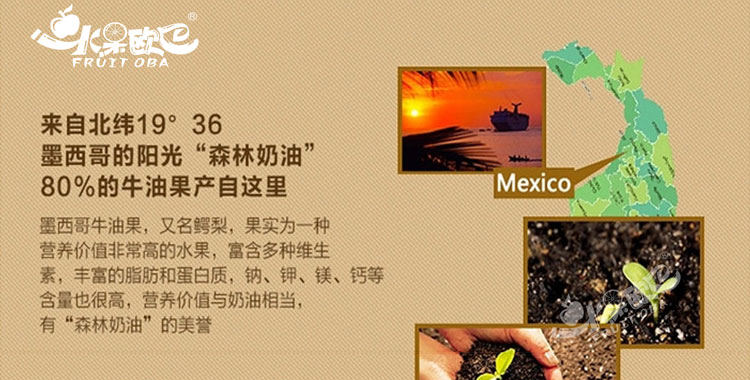 水果欧巴®
FRUIT OBA
来自北纬19°36
墨西哥的阳光“森林奶油”
80%的牛油果产自这里
Mexico
墨西哥牛油果，又名鳄梨，果实为一种
营养价值非常高的水果，富含多种维生
素，丰富的脂肪和蛋白质，钠、钾、镁、钙等
含量也很高，营养价值与奶油相当，
有“森林奶油”的美誉